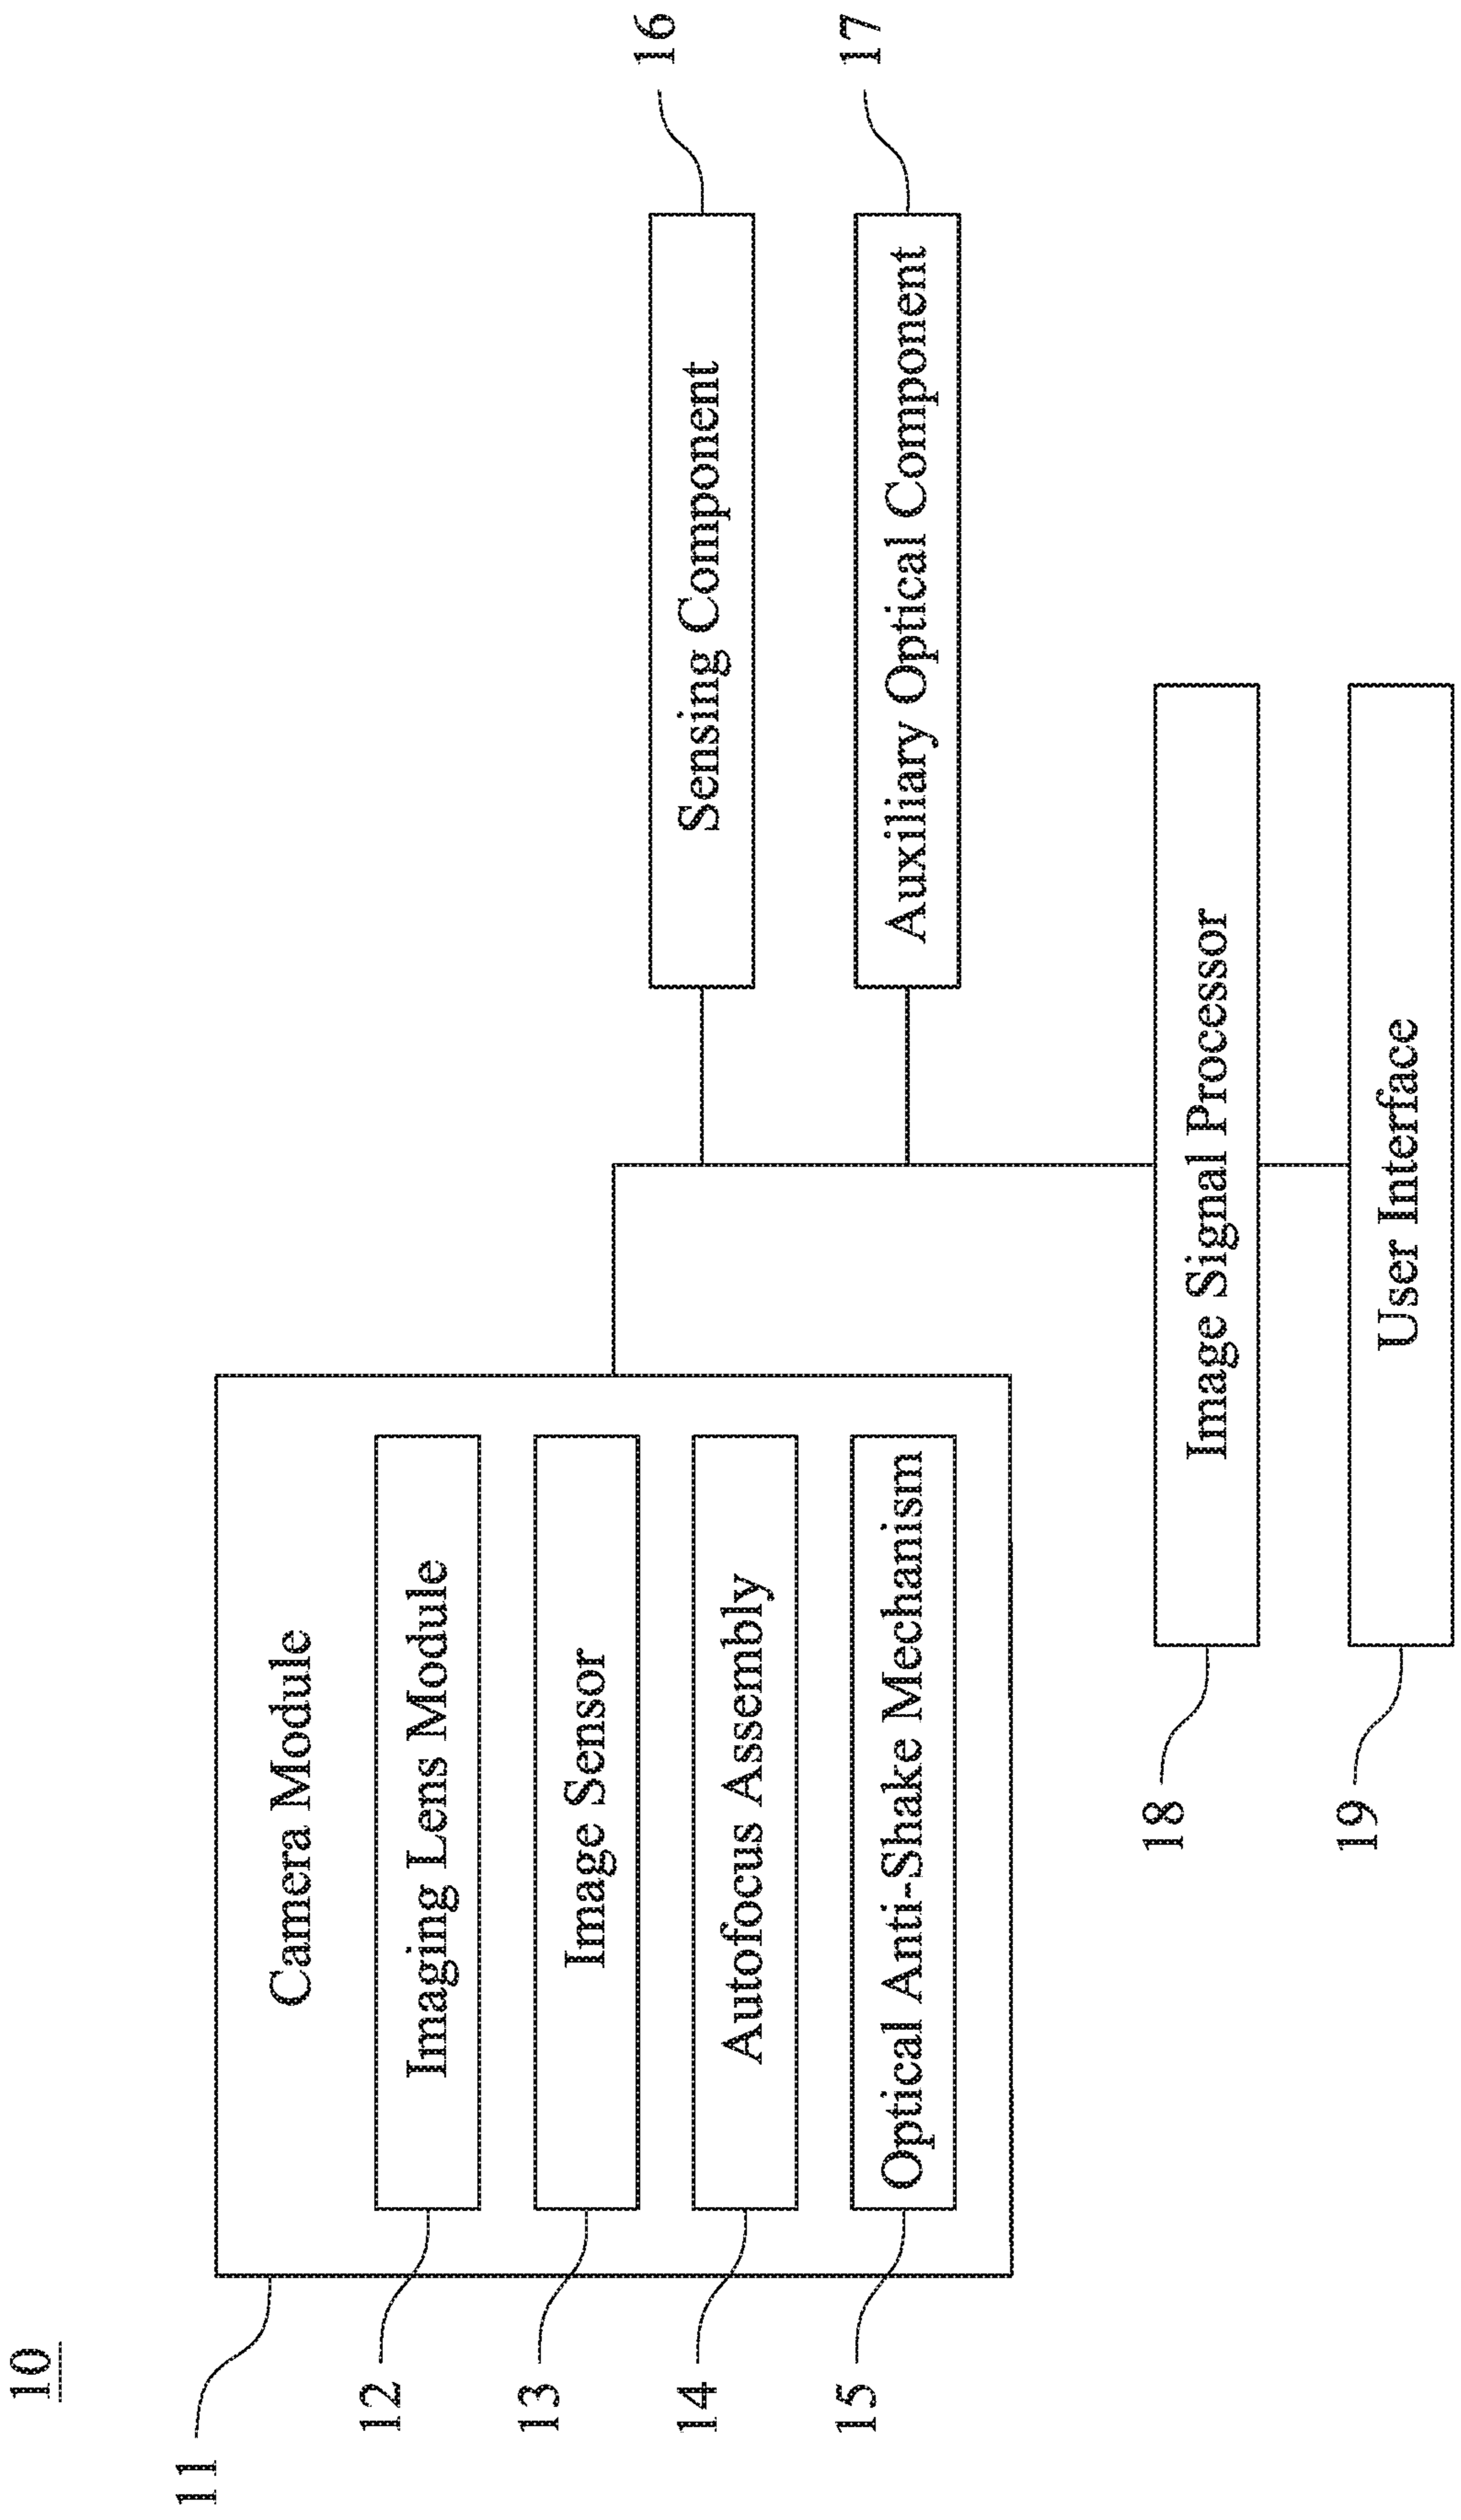 10
11
Camera Module
12
Imaging Lens Module
13
Image Sensor
14
Autofocus Assembly
15
Optical Anti-Shake Mechanism
16
Sensing Component
17
Auxiliary Optical Component
18
Image Signal Processor
19
User Interface